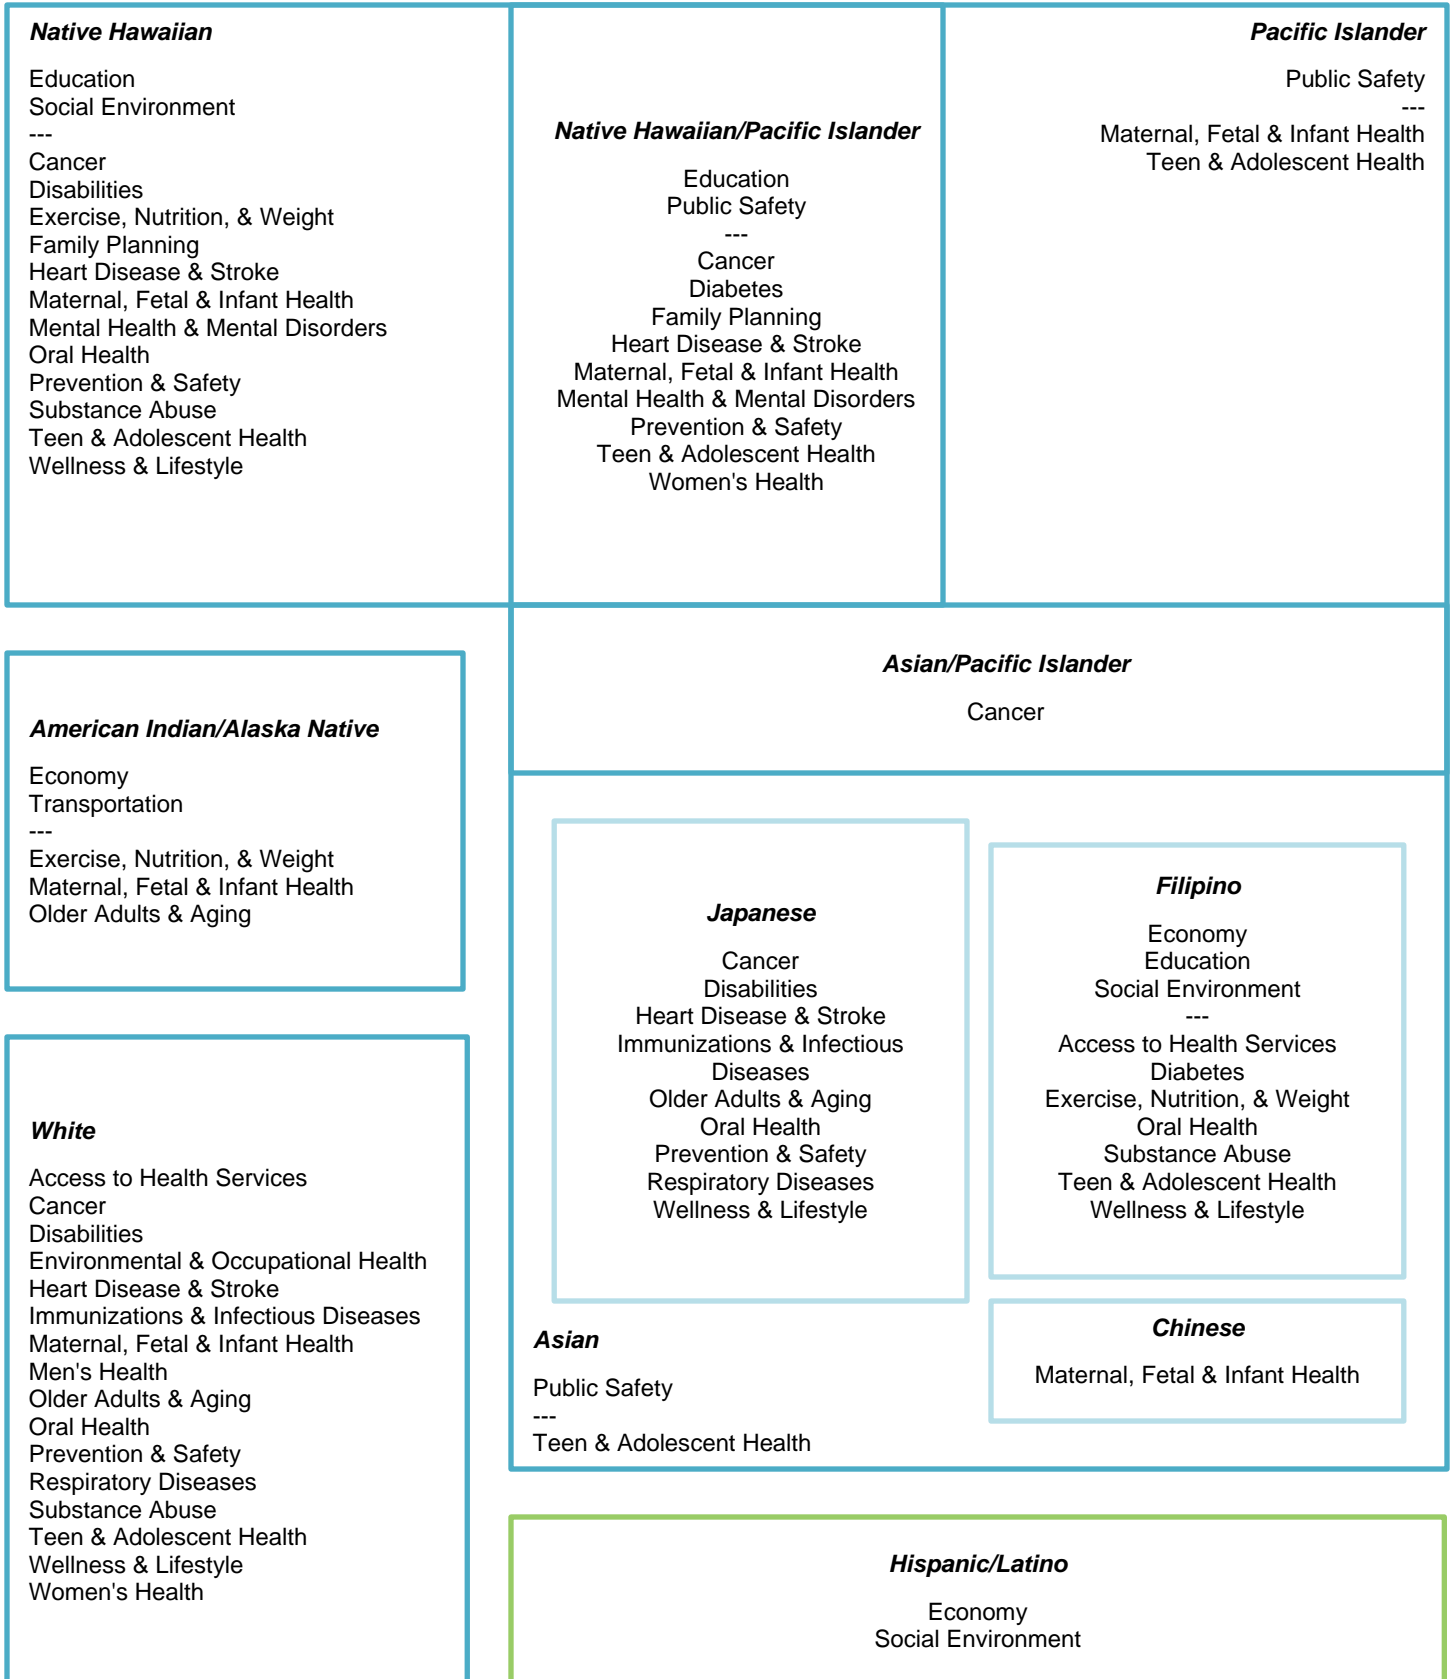 Native Hawaiian
Education
Social Environment
---
Cancer
Disabilities
Exercise, Nutrition, & Weight
Family Planning
Heart Disease & Stroke
Maternal, Fetal & Infant Health
Mental Health & Mental Disorders
Oral Health
Prevention & Safety
Substance Abuse
Teen & Adolescent Health
Wellness & Lifestyle
Native Hawaiian/Pacific Islander
Education
Public Safety
---
Cancer
Diabetes
Family Planning
Heart Disease & Stroke
Maternal, Fetal & Infant Health
Mental Health & Mental Disorders
Prevention & Safety
Teen & Adolescent Health
Women's Health
Pacific Islander
Public Safety
---
Maternal, Fetal & Infant Health
Teen & Adolescent Health
Asian/Pacific Islander
Cancer
American Indian/Alaska Native
Economy
Transportation
---
Exercise, Nutrition, & Weight
Maternal, Fetal & Infant Health
Older Adults & Aging
Japanese
Cancer
Disabilities
Heart Disease & Stroke
Immunizations & Infectious
Diseases
Older Adults & Aging
Oral Health
Prevention & Safety
Respiratory Diseases
Wellness & Lifestyle
Filipino
Economy
Education
Social Environment
---
Access to Health Services
Diabetes
Exercise, Nutrition, & Weight
Oral Health
Substance Abuse
Teen & Adolescent Health
Wellness & Lifestyle
Chinese
Maternal, Fetal & Infant Health
Asian
Public Safety
---
Teen & Adolescent Health
White
Access to Health Services
Cancer
Disabilities
Environmental & Occupational Health
Heart Disease & Stroke
Immunizations & Infectious Diseases
Maternal, Fetal & Infant Health
Men's Health
Older Adults & Aging
Oral Health
Prevention & Safety
Respiratory Diseases
Substance Abuse
Teen & Adolescent Health
Wellness & Lifestyle
Women's Health
Hispanic/Latino
Economy
Social Environment